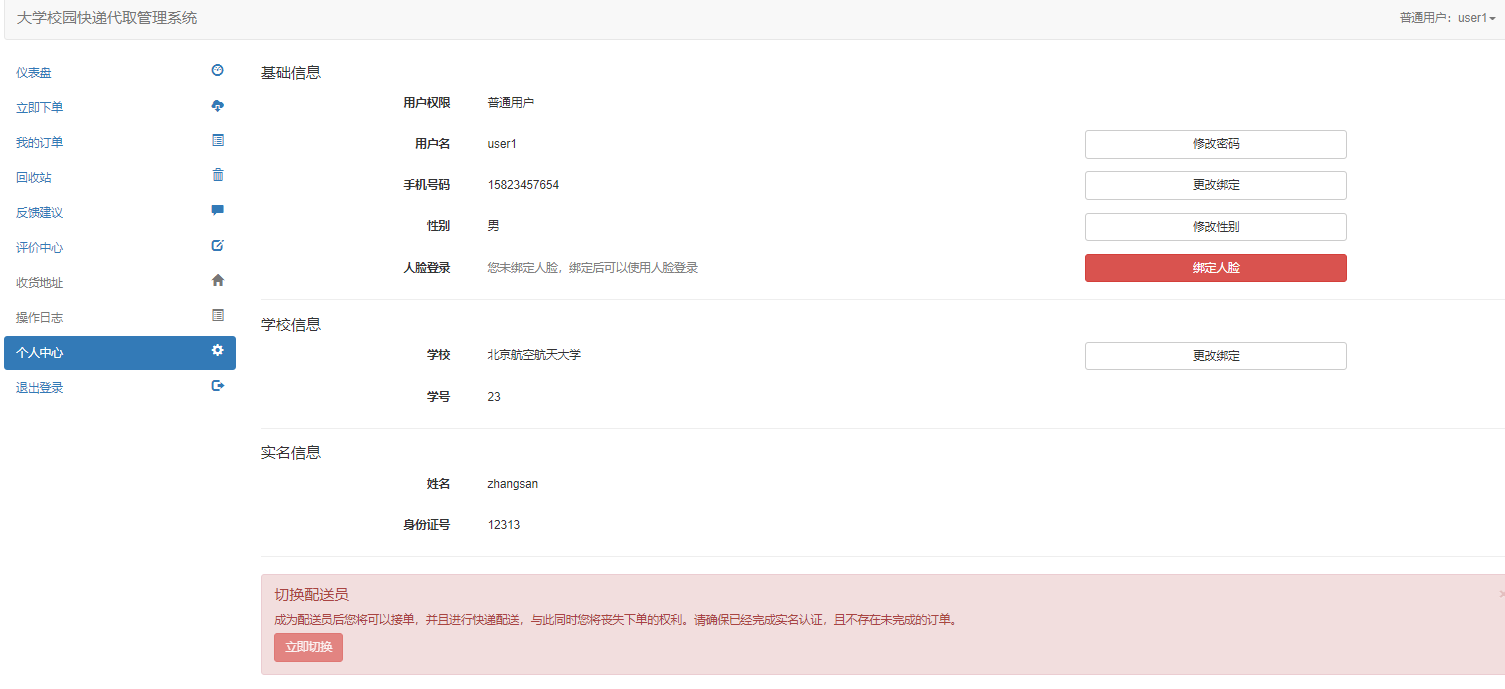 大学校园快递代取管理系统
普通用户：user1
仪表盘
立即下单
我的订单
回收站
反馈建议
评价中心
收货地址
操作日志
个人中心
退出登录
基础信息
用户权限 普通用户
用户名 user1 修改密码
手机号码 15823457654 更改绑定
性别 男 修改性别
人脸登录 您未绑定人脸，绑定后可以使用人脸登录 绑定人脸
学校信息
学校 北京航空航天大学 更改绑定
学号 23
实名信息
姓名 zhangsan
身份证号 12313
切换配送员
×
成为配送员后您将可以接单，并且进行快递配送，与此同时您将丧失下单的权利。请确保已经完成实名认证，且不存在未完成的订单。
立即切换